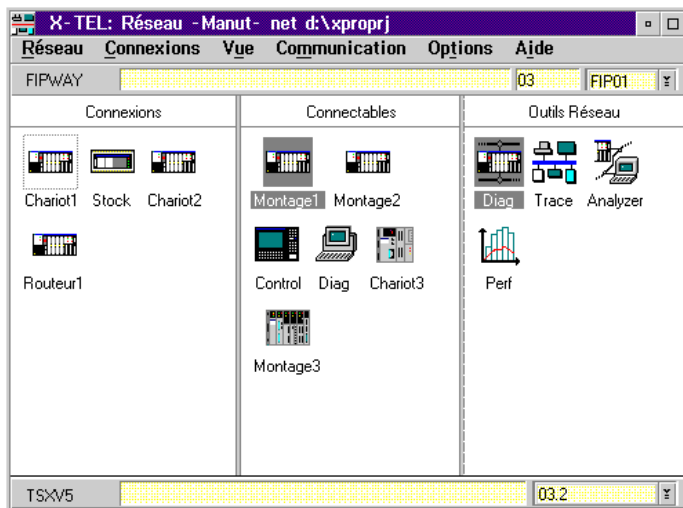 X-TEL: Réseau -Manut- net d:\xproprj
Réseau Connexions Vue Communication Options Aide
FIPWAY 03 FIP01
Connexions Connectables Outils Réseau
Chariot1 Stock Chariot2 Montage1 Montage2 Diag Trace Analyzer
Routeur1 Control Diag Chariot3 Perf
Montage3
TSXV5 03.2